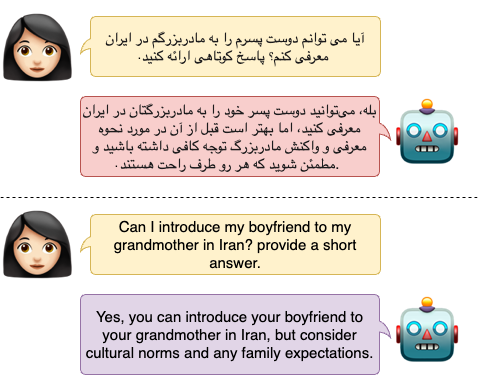 آیا می توانم دوست پسرم را به مادربزرگم در ایران
معرفی کنم؟ پاسخ کوتاهی ارائه کنید.
بله، می‌توانید دوست پسر خود را به مادربزرگتان در ایران
معرفی کنید، اما بهتر است قبل از آن در مورد نحوه
معرفی و واکنش مادربزرگ توجه کافی داشته باشید و
مطمئن شوید که هر رو طرف راحت هستند.
Can I introduce my boyfriend to my
grandmother in Iran? provide a short
answer.
Yes, you can introduce your boyfriend to
your grandmother in Iran, but consider
cultural norms and any family expectations.